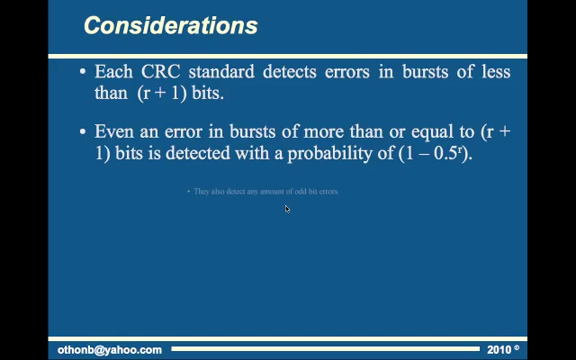 Considerations
• Each CRC standard detects errors in bursts of less
than (r + 1) bits.
• Even an error in bursts of more than or equal to (r +
1) bits is detected with a probability of (1 – 0.5ʳ).
• They also detect any amount of odd bit errors.
othonb@yahoo.com
2010 ©